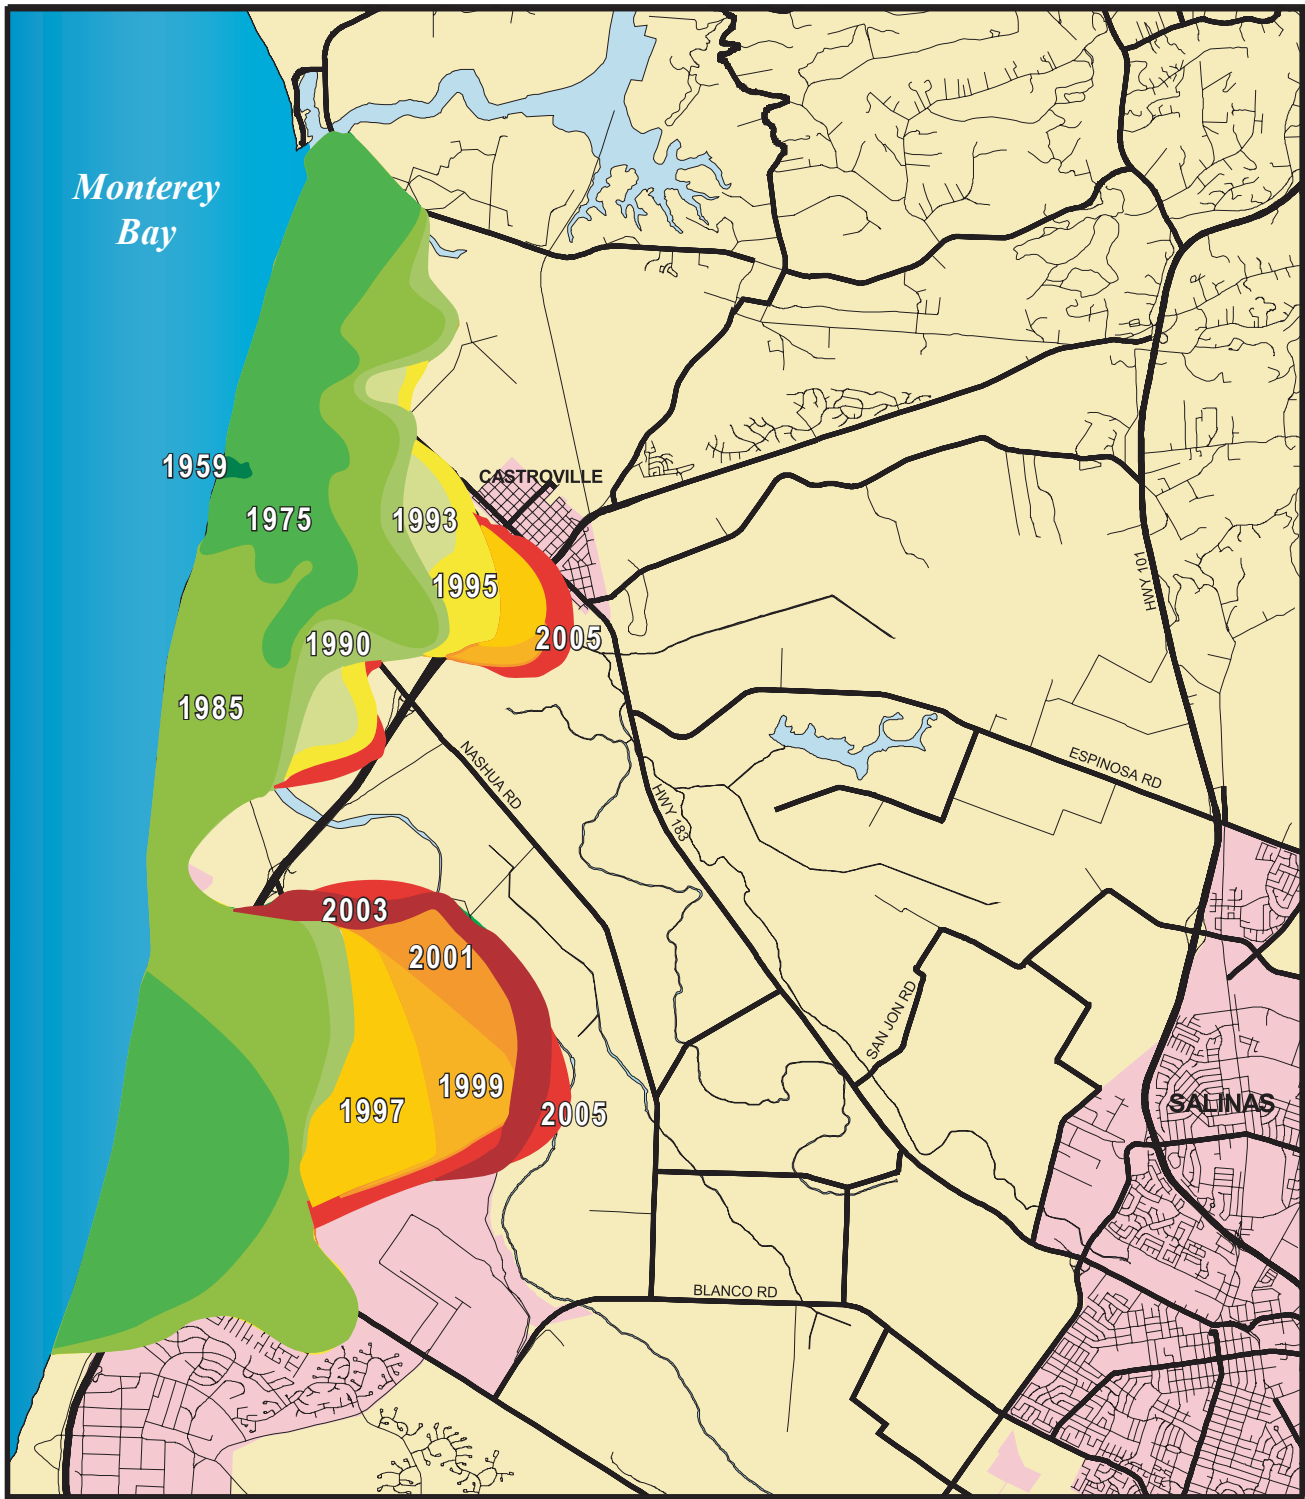 Monterey
Bay
1959
CASTROVILLE
1975
1993
1995
1990
2005
1985
HWY 101
NASHUA RD
ESPINOSA RD
HWY 183
2003
2001
SAN JON RD
1999
1997
2005
SALINAS
BLANCO RD